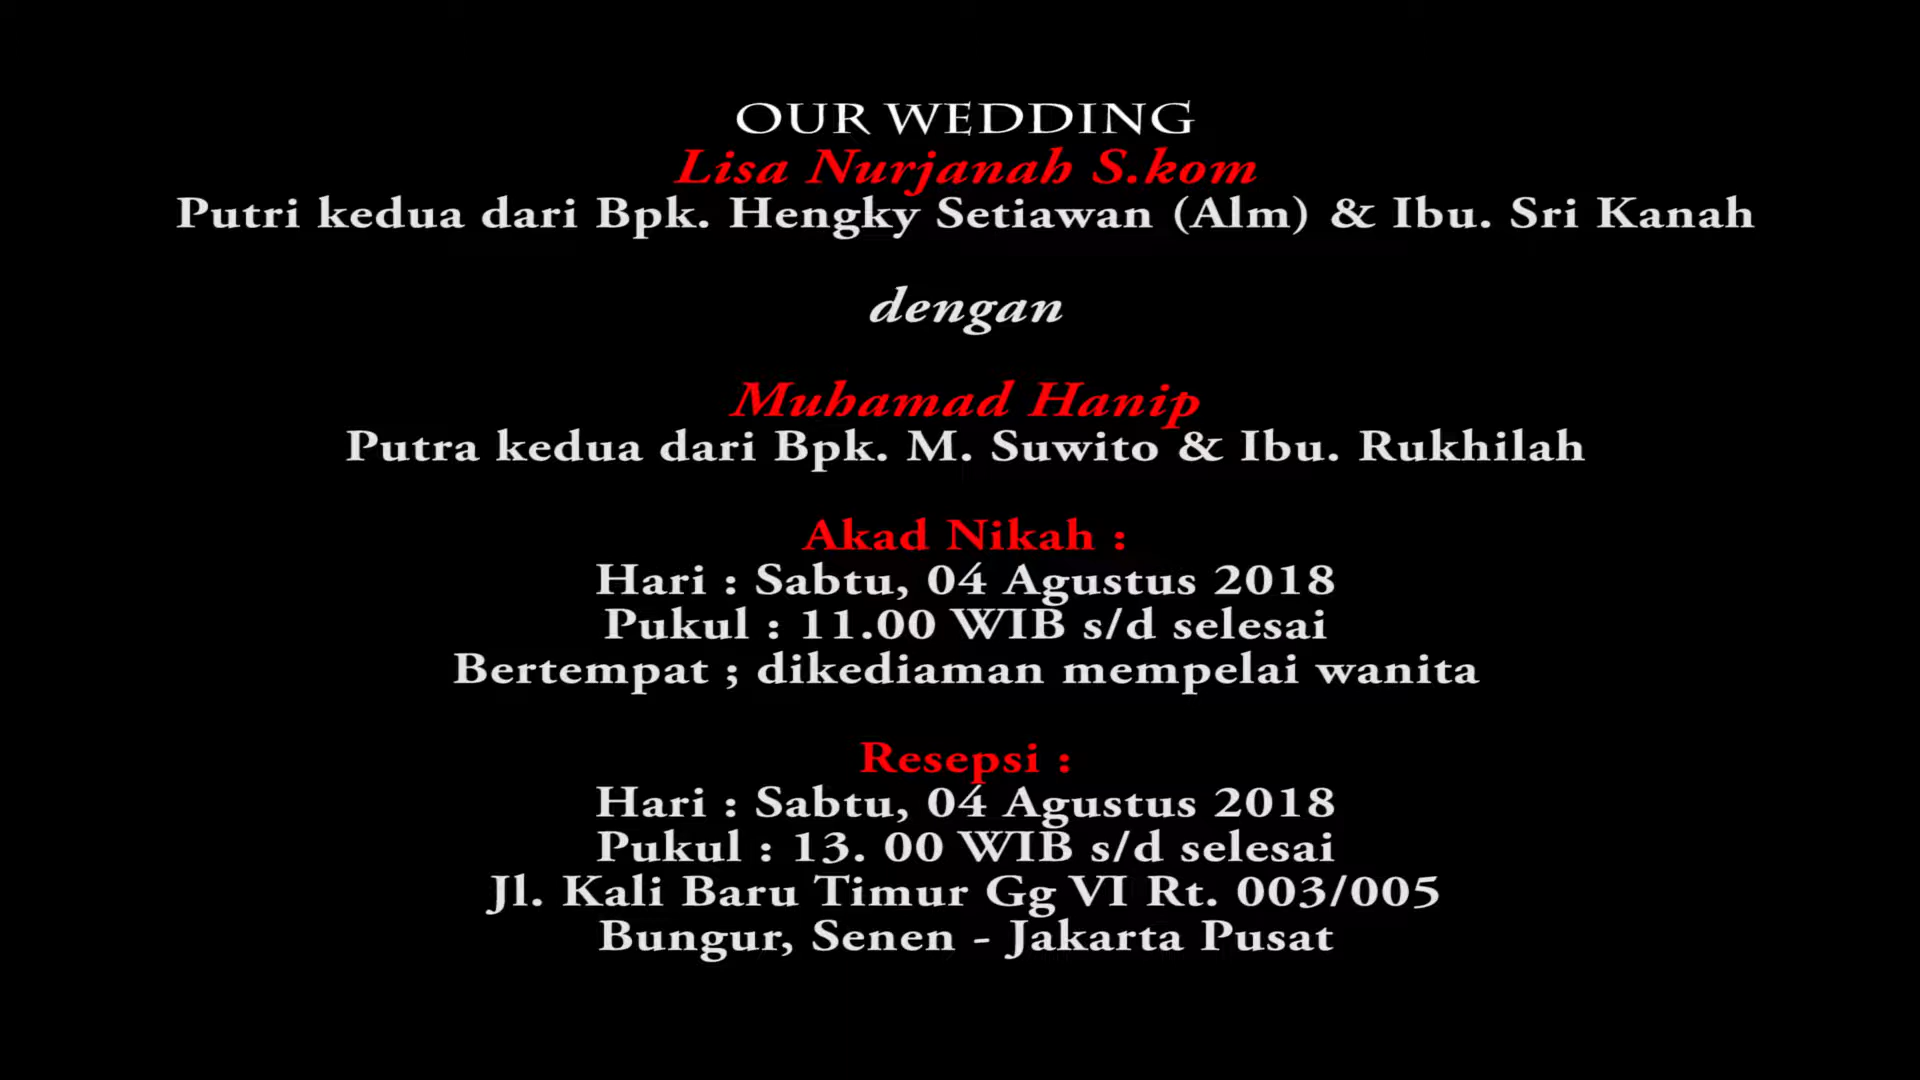 OUR WEDDING
Lisa Nurjanah S.kom
Putri kedua dari Bpk. Hengky Setiawan (Alm) & Ibu. Sri Kanah
dengan
Muhamad Hanip
Putra kedua dari Bpk. M. Suwito & Ibu. Rukhilah
Akad Nikah :
Hari : Sabtu, 04 Agustus 2018
Pukul : 11.00 WIB s/d selesai
Bertempat ; dikediaman mempelai wanita
Resepsi :
Hari : Sabtu, 04 Agustus 2018
Pukul : 13. 00 WIB s/d selesai
Jl. Kali Baru Timur Gg VI Rt. 003/005
Bungur, Senen - Jakarta Pusat